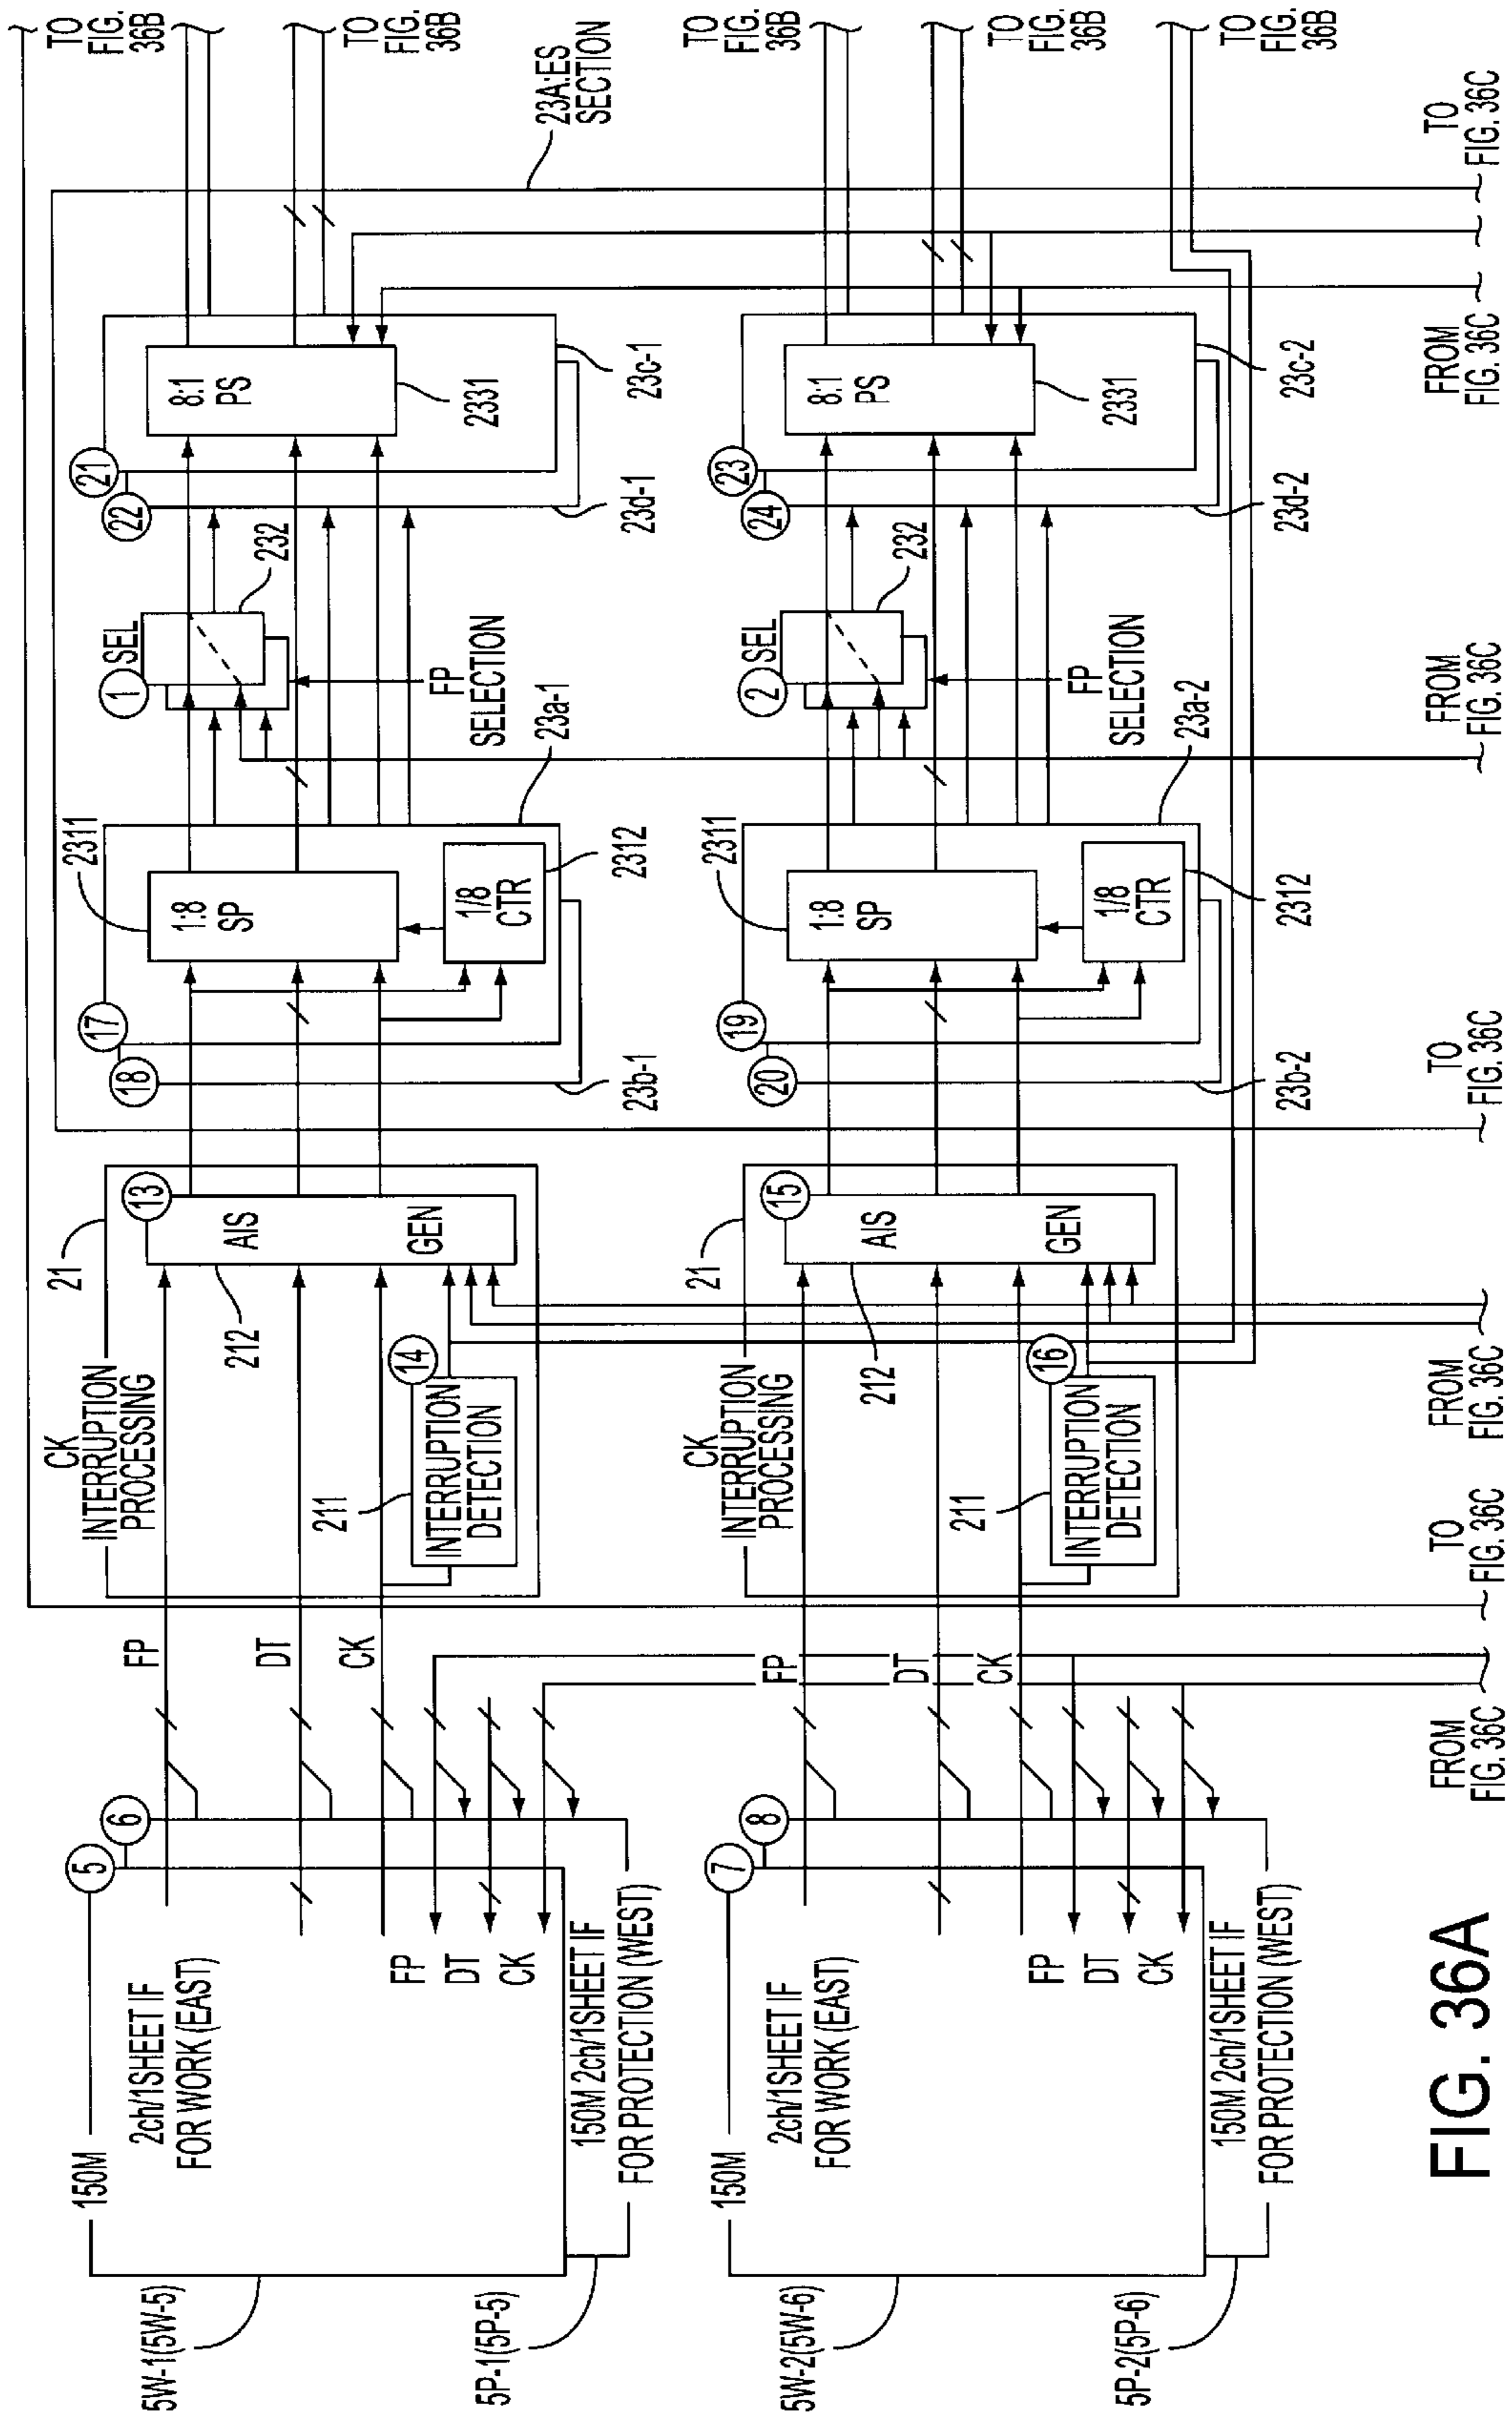 TO
FIG.
36B
TO
FIG.
36B
TO
FIG.
36B
TO
FIG.
36B
TO
FIG.
36B
23A:ES
SECTION
5W-1(5W-5)
5P-1(5P-5)
150M
5
6
2ch/1SHEET IF
FOR WORK (EAST)
150M 2ch/1SHEET IF
FOR PROTECTION (WEST)
FP
DT
CK
FP
DT
CK
CK
INTERRUPTION
PROCESSING
21
13
AIS
GEN
212
14
211
INTERRUPTION
DETECTION
17
18
2311
1:8
SP
1/8
CTR
2312
23a-1
23b-1
1
SEL
232
FP
SELECTION
21
22
8:1
PS
2331
23c-1
23d-1
5W-2(5W-6)
5P-2(5P-6)
150M
7
8
2ch/1SHEET IF
FOR WORK (EAST)
150M 2ch/1SHEET IF
FOR PROTECTION (WEST)
FP
DT
CK
FP
DT
CK
CK
INTERRUPTION
PROCESSING
21
15
AIS
GEN
212
16
211
INTERRUPTION
DETECTION
19
20
2311
1:8
SP
1/8
CTR
2312
23a-2
23b-2
2
SEL
232
FP
SELECTION
23
24
8:1
PS
2331
23c-2
23d-2
FROM
FIG. 36C
TO
FIG. 36C
FROM
FIG. 36C
TO
FIG. 36C
FROM
FIG. 36C
FROM
FIG. 36C
TO
FIG. 36C
FIG. 36A